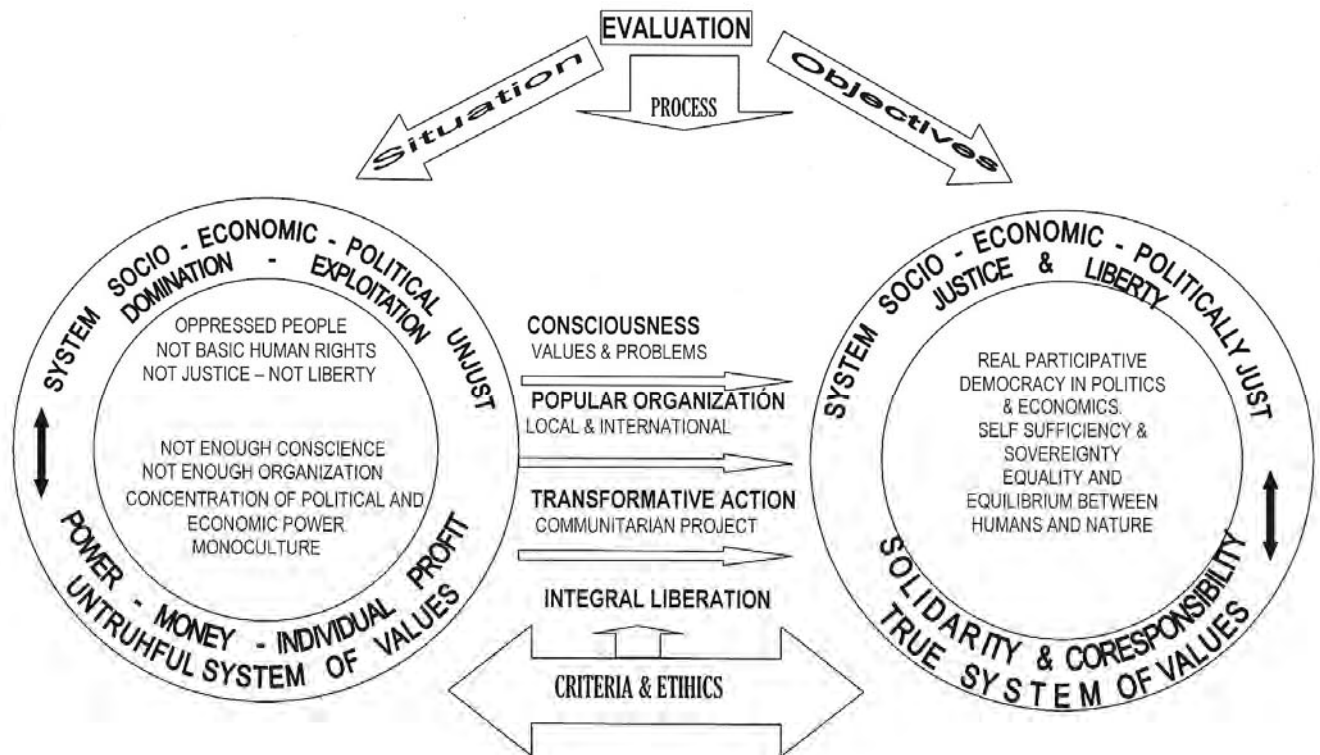 EVALUATION
PROCESS
Situation
Objectives
SYSTEM SOCIO - ECONOMIC - POLITICAL UNJUST
DOMINATION - EXPLOITATION
OPPRESSED PEOPLE
NOT BASIC HUMAN RIGHTS
NOT JUSTICE – NOT LIBERTY
NOT ENOUGH CONSCIENCE
NOT ENOUGH ORGANIZATION
CONCENTRATION OF POLITICAL AND
ECONOMIC POWER
MONOCULTURE
POWER - MONEY - INDIVIDUAL PROFIT
UNTRUHFUL SYSTEM OF VALUES
CONSCIOUSNESS
VALUES & PROBLEMS
POPULAR ORGANIZATIÓN
LOCAL & INTERNATIONAL
TRANSFORMATIVE ACTION
COMMUNITARIAN PROJECT
INTEGRAL LIBERATION
CRITERIA & ETIHICS
SYSTEM SOCIO - ECONOMIC - POLITICALLY JUST
JUSTICE & LIBERTY
REAL PARTICIPATIVE
DEMOCRACY IN POLITICS
& ECONOMICS.
SELF SUFFICIENCY &
SOVEREIGNTY
EQUALITY AND
EQUILIBRIUM BETWEEN
HUMANS AND NATURE
SOLIDARITY & CORESPONSIBILITY
TRUE SYSTEM OF VALUES